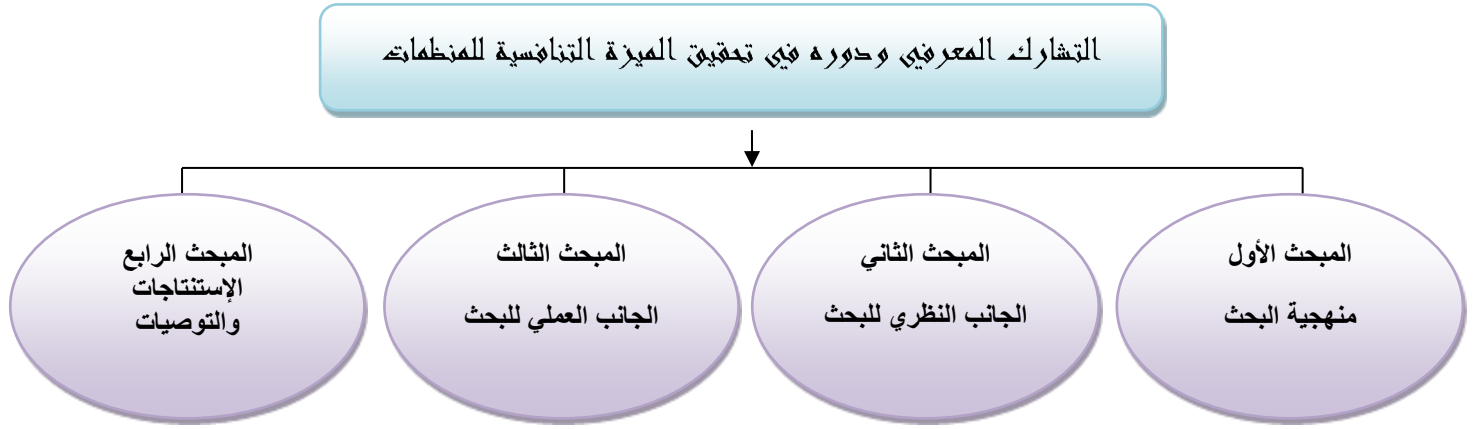 التشارك المعرفي ودوره في تحقيق الميزة التنافسية للمنظمات
المبحث الأول
منهجية البحث
المبحث الثاني
الجانب النظري للبحث
المبحث الثالث
الجانب العملي للبحث
المبحث الرابع
الإستنتاجات
والتوصيات